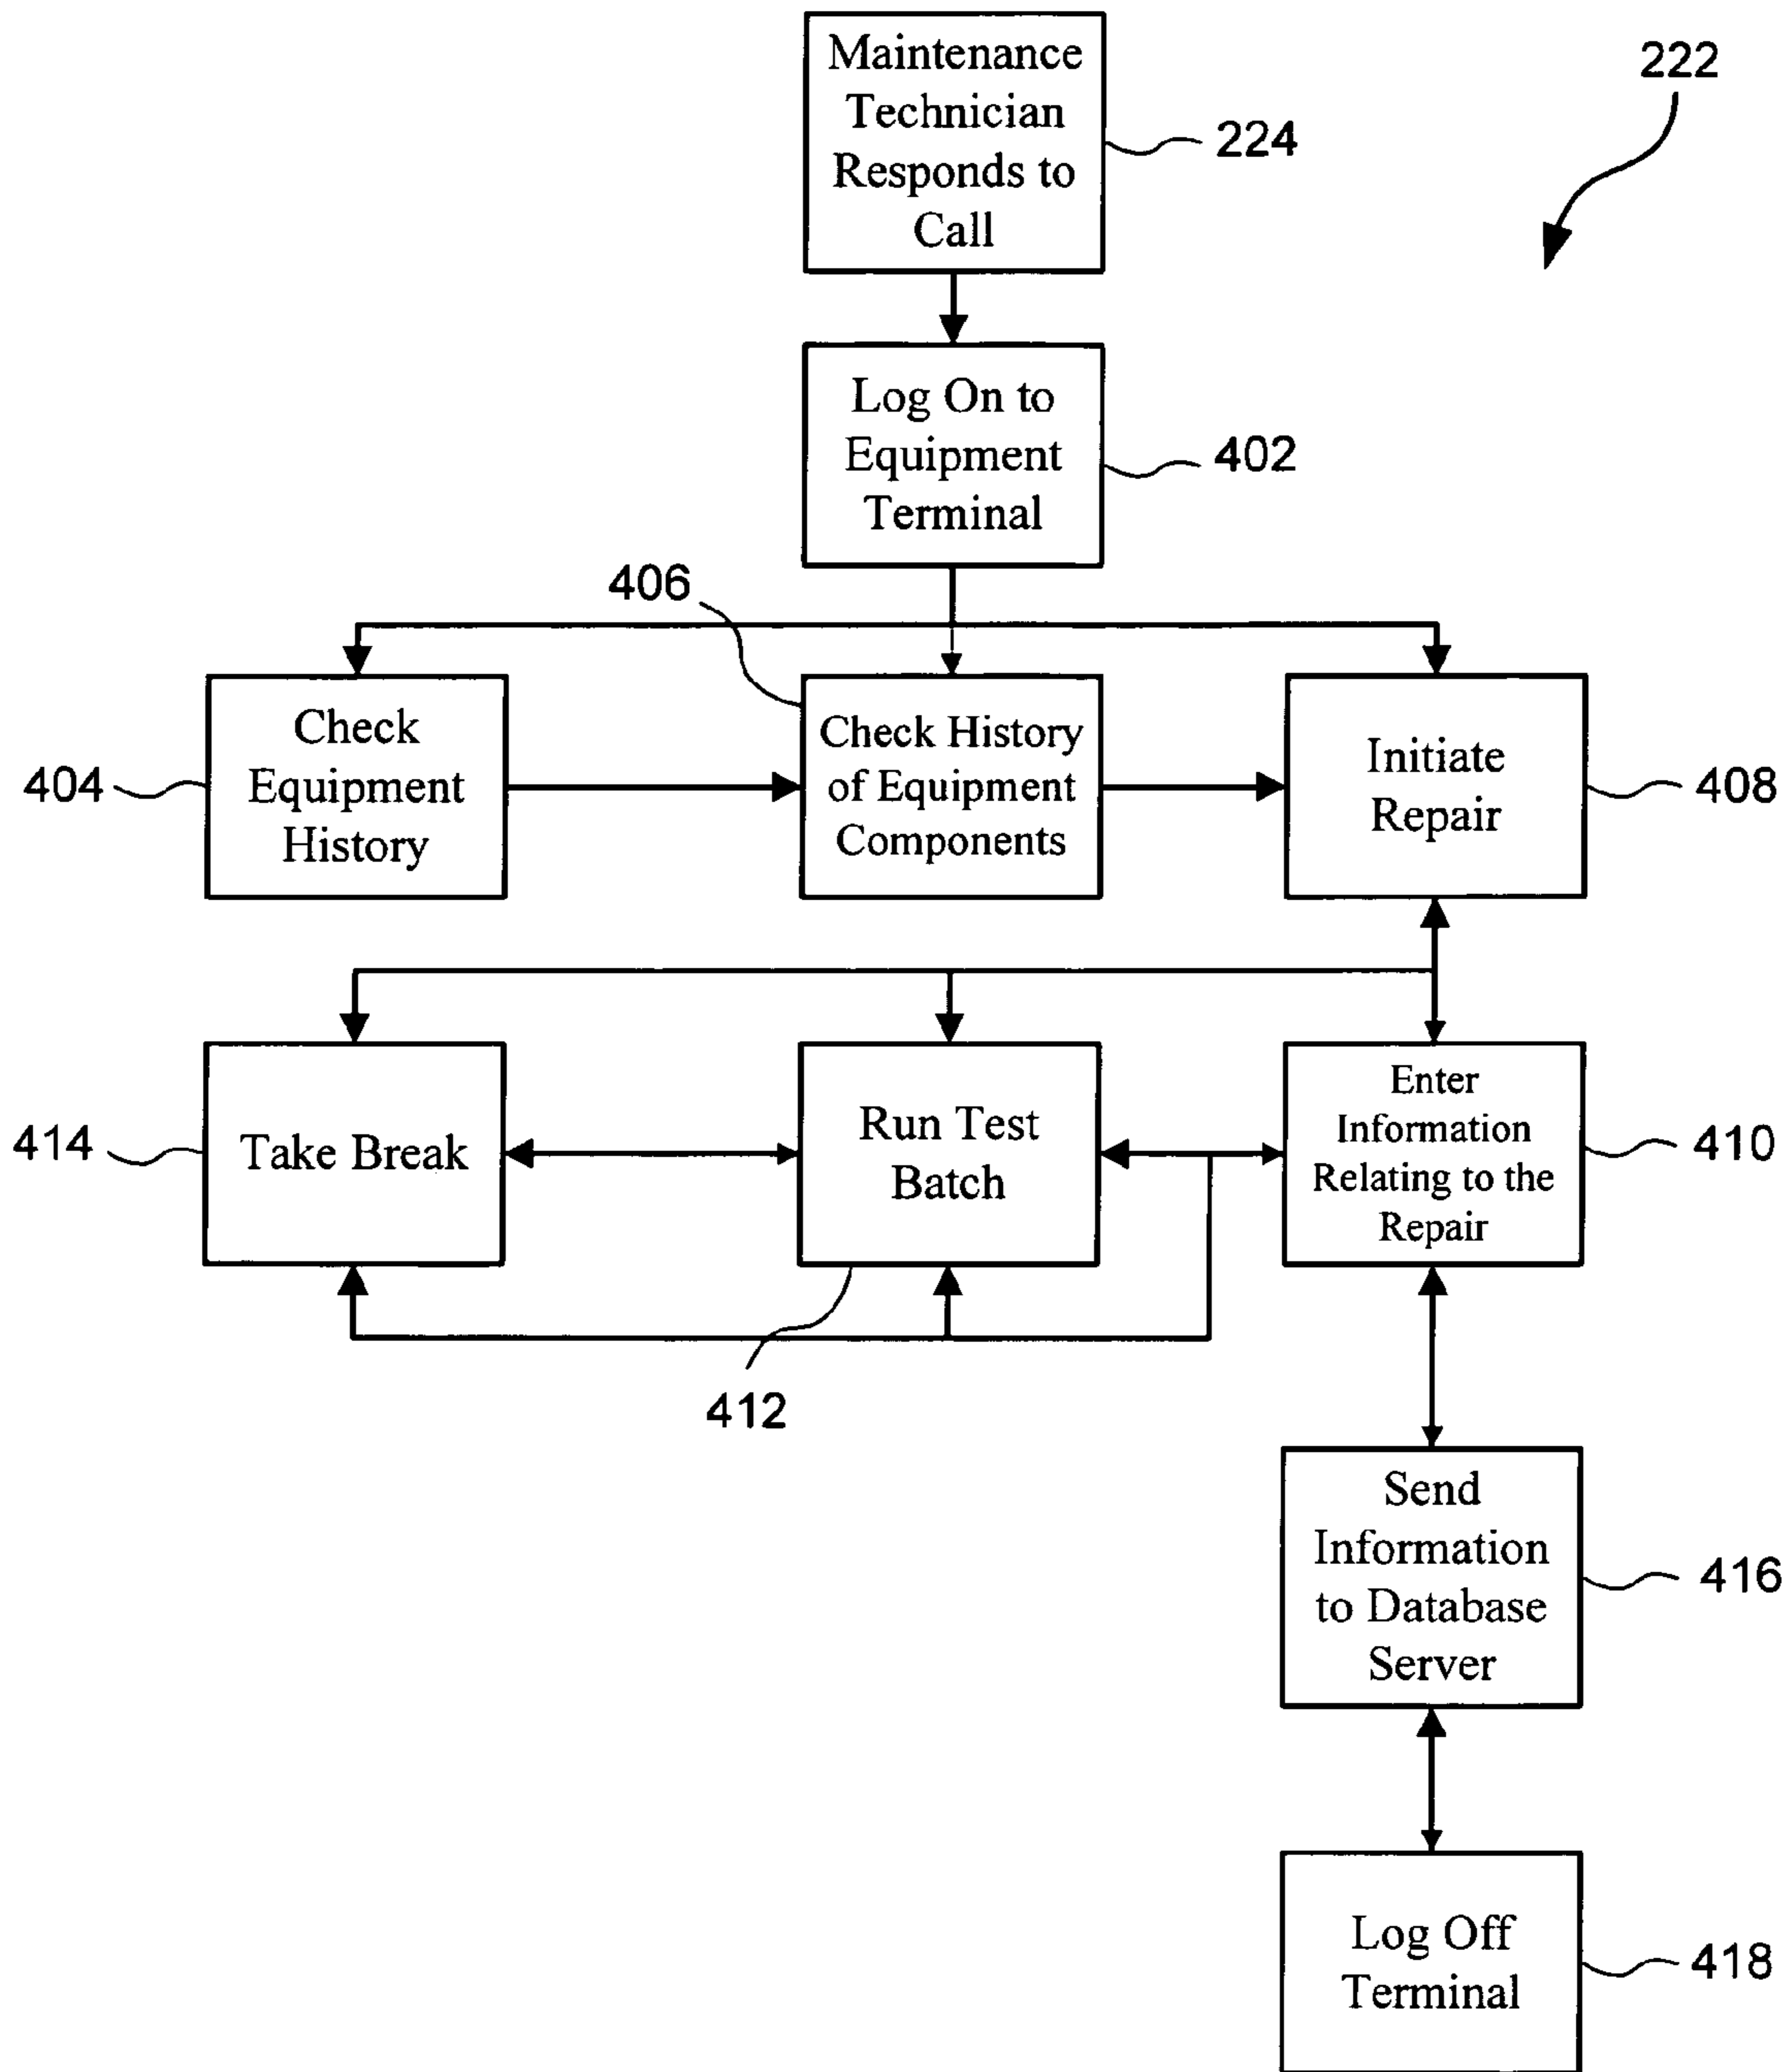 Maintenance
Technician
Responds to
Call
222
224
Log On to
Equipment
Terminal
402
406
Check
Equipment
History
404
Check History
of Equipment
Components
Initiate
Repair
408
414
Take Break
Run Test
Batch
Enter
Information
Relating to the
Repair
410
412
Send
Information
to Database
Server
416
Log Off
Terminal
418